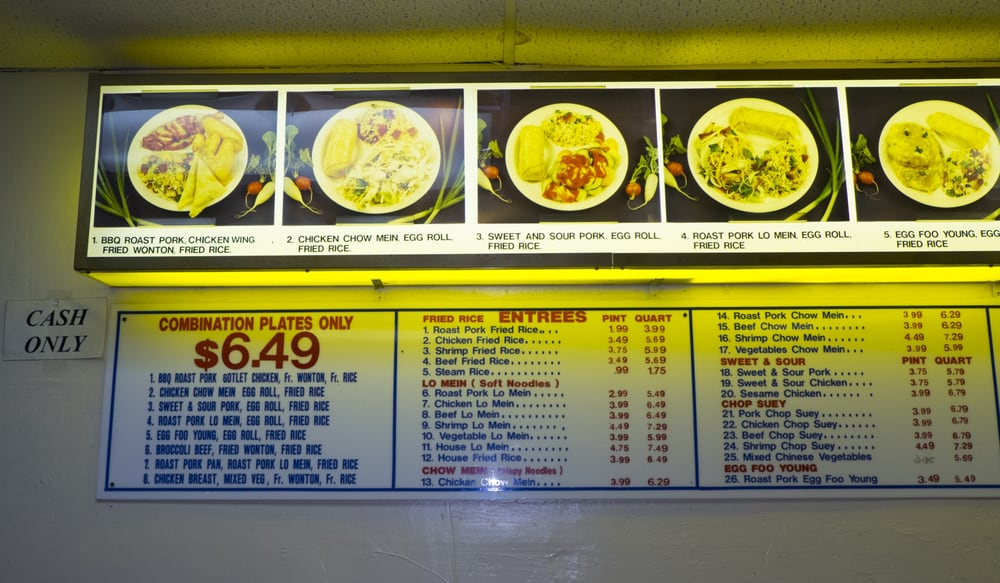 1. BBQ ROAST PORK, CHICKEN WING
FRIED WONTON, FRIED RICE.
2. CHICKEN CHOW MEIN, EGG ROLL,
FRIED RICE.
3. SWEET AND SOUR PORK, EGG ROLL,
FRIED RICE.
4. ROAST PORK LO MEIN, EGG ROLL,
FRIED RICE
5. EGG FOO YOUNG, EGG
FRIED RICE
CASH
ONLY
COMBINATION PLATES ONLY
$6.49
1. BBQ ROAST PORK GOTLET CHICKEN, Fr. WONTON, Fr. RICE
2. CHICKEN CHOW MEIN EGG ROLL, FRIED RICE
3. SWEET & SOUR PORK, EGG ROLL, FRIED RICE
4. ROAST PORK LO MEIN, EGG ROLL, FRIED RICE
5. EGG FOO YOUNG, EGG ROLL, FRIED RICE
6. BROCCOLI BEEF, FRIED WONTON, FRIED RICE
7. ROAST PORK PAN, ROAST PORK LO MEIN, FRIED RICE
8. CHICKEN BREAST, MIXED VEG, Fr. WONTON, Fr. RICE
FRIED RICE ENTREES PINT QUART
1. Roast Pork Fried Rice.... 1.99 3.99
2. Chicken Fried Rice...... 3.49 5.69
3. Shrimp Fried Rice....... 3.75 5.99
4. Beef Fried Rice......... 3.49 5.69
5. Steam Rice............. .99 1.75
LO MEIN ( Soft Noodles )
6. Roast Pork Lo Mein..... 2.99 5.49
7. Chicken Lo Mein........ 3.99 6.49
8. Beef Lo Mein........... 3.99 6.49
9. Shrimp Lo Mein......... 4.49 7.29
10. Vegetable Lo Mein...... 3.99 5.99
11. House Lo Mein.......... 4.75 7.49
12. House Fried Rice....... 3.99 6.49
CHOW MEIN (Crispy Noodles )
13. Chicken Chow Mein.... 3.99 6.29
14. Roast Pork Chow Mein... 3.99 6.29
15. Beef Chow Mein....... 3.99 6.29
16. Shrimp Chow Mein.... 4.49 7.29
17. Vegetables Chow Mein... 3.99 5.99
SWEET & SOUR PINT QUART
18. Sweet & Sour Pork..... 3.75 5.79
19. Sweet & Sour Chicken.... 3.75 5.79
20. Sesame Chicken........ 3.99 6.79
CHOP SUEY
21. Pork Chop Suey....... 3.99 6.79
22. Chicken Chop Suey..... 3.99 6.79
23. Beef Chop Suey....... 3.99 6.79
24. Shrimp Chop Suey..... 4.49 7.29
25. Mixed Chinese Vegetables 5.69
EGG FOO YOUNG
26. Roast Pork Egg Foo Young 3.49 5.49